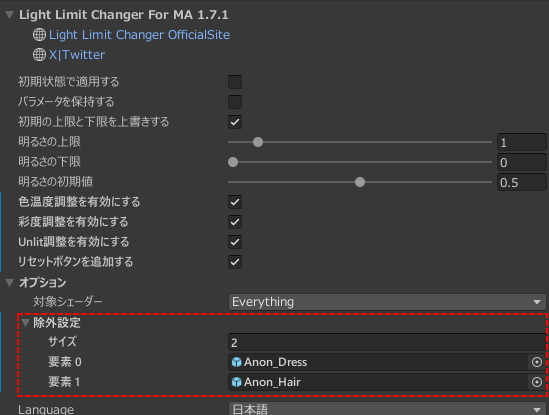 Light Limit Changer For MA 1.7.1
Light Limit Changer OfficialSite
X|Twitter
初期状態で適用する
パラメータを保持する
初期の上限と下限を上書きする
明るさの上限 1
明るさの下限 0
明るさの初期値 0.5
色温度調整を有効にする
彩度調整を有効にする
Unlit調整を有効にする
リセットボタンを追加する
オプション
対象シェーダー Everything
除外設定
サイズ 2
要素 0 Anon_Dress
要素 1 Anon_Hair
Language 日本語